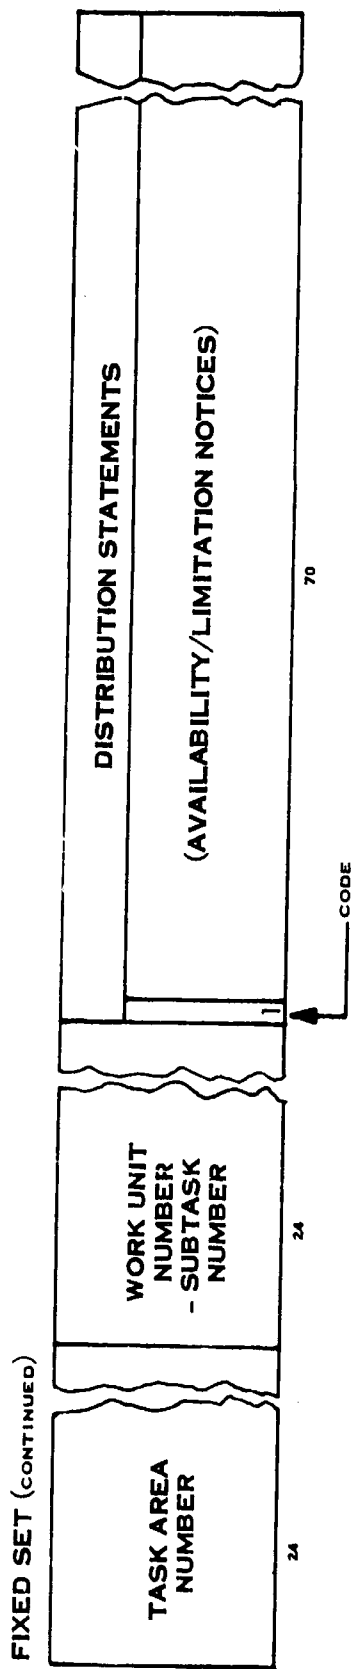 FIXED SET (CONTINUED)
TASK AREA
NUMBER
24
WORK UNIT
NUMBER
- SUBTASK
NUMBER
24
DISTRIBUTION STATEMENTS
1
(AVAILABILITY/LIMITATION NOTICES)
70
CODE